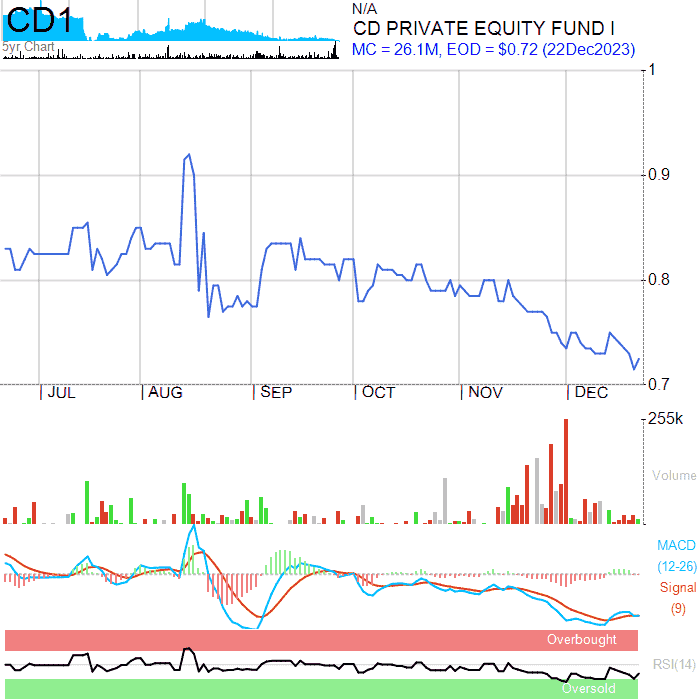 CD1
5yr Chart
N/A
CD PRIVATE EQUITY FUND I
MC = 26.1M, EOD = $0.72 (22Dec2023)
1
0.9
0.8
0.7
JUL AUG SEP OCT NOV DEC
255k
Volume
MACD
(12-26)
Signal
(9)
Overbought
RSI(14)
Oversold